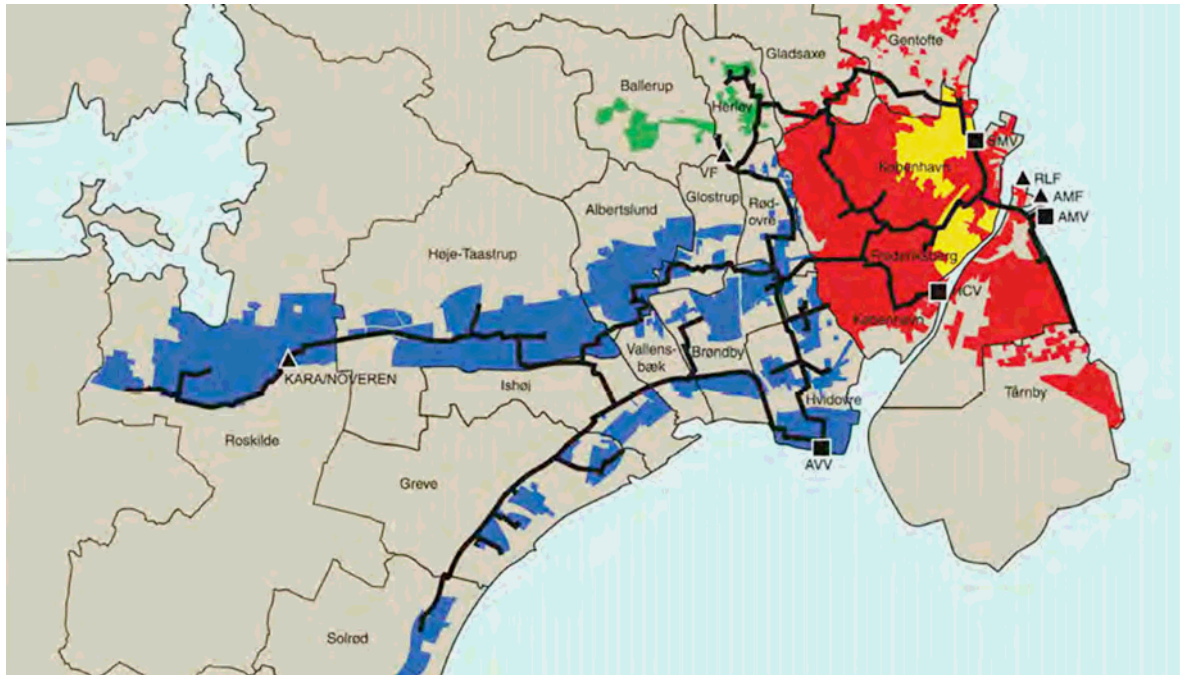 Gentofte
Gladsaxe
Ballerup
Herlev
SMV
København
VF
RLF
AMF
AMV
Glostrup
Rød-
ovre
Albertslund
Høje-Taastrup
Frederiksberg
HCV
København
Vallens-
bæk
Brøndby
KARA/NOVEREN
Ishøj
Hvidovre
Tårnby
Roskilde
AVV
Greve
Solrød